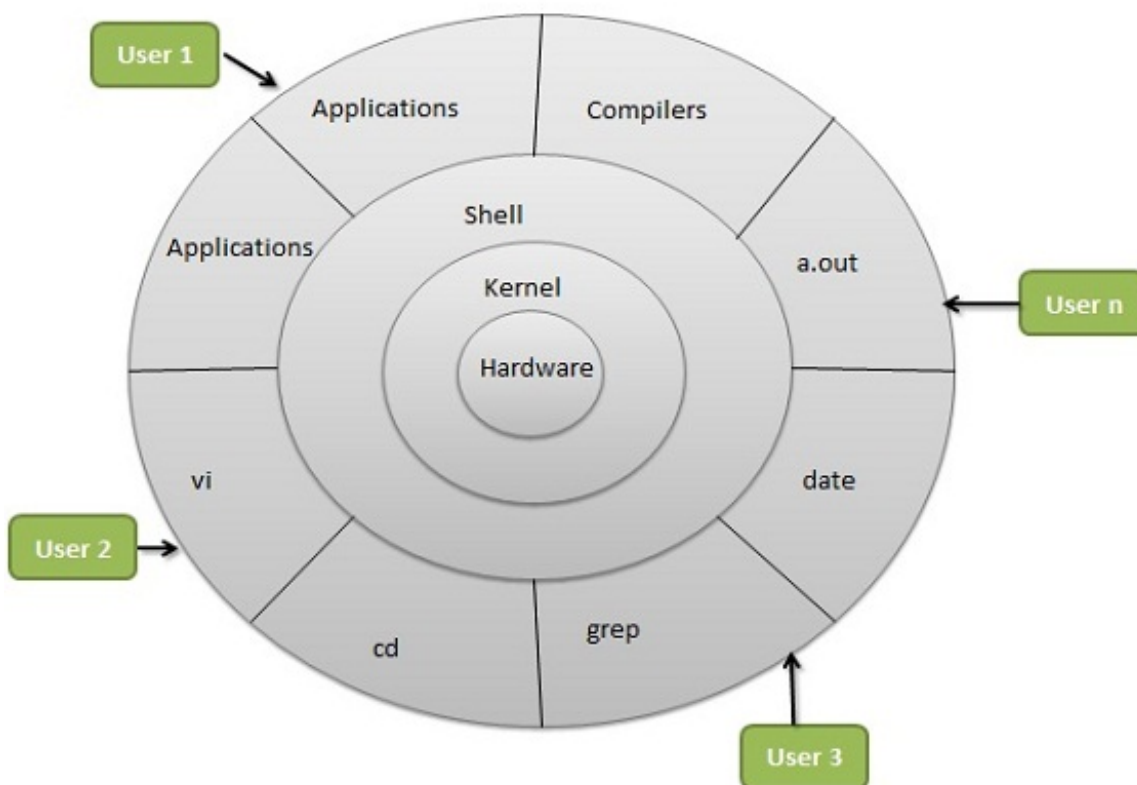 User 1
Applications
Compilers
Shell
Applications
a.out
Kernel
User n
Hardware
vi
date
User 2
grep
cd
User 3